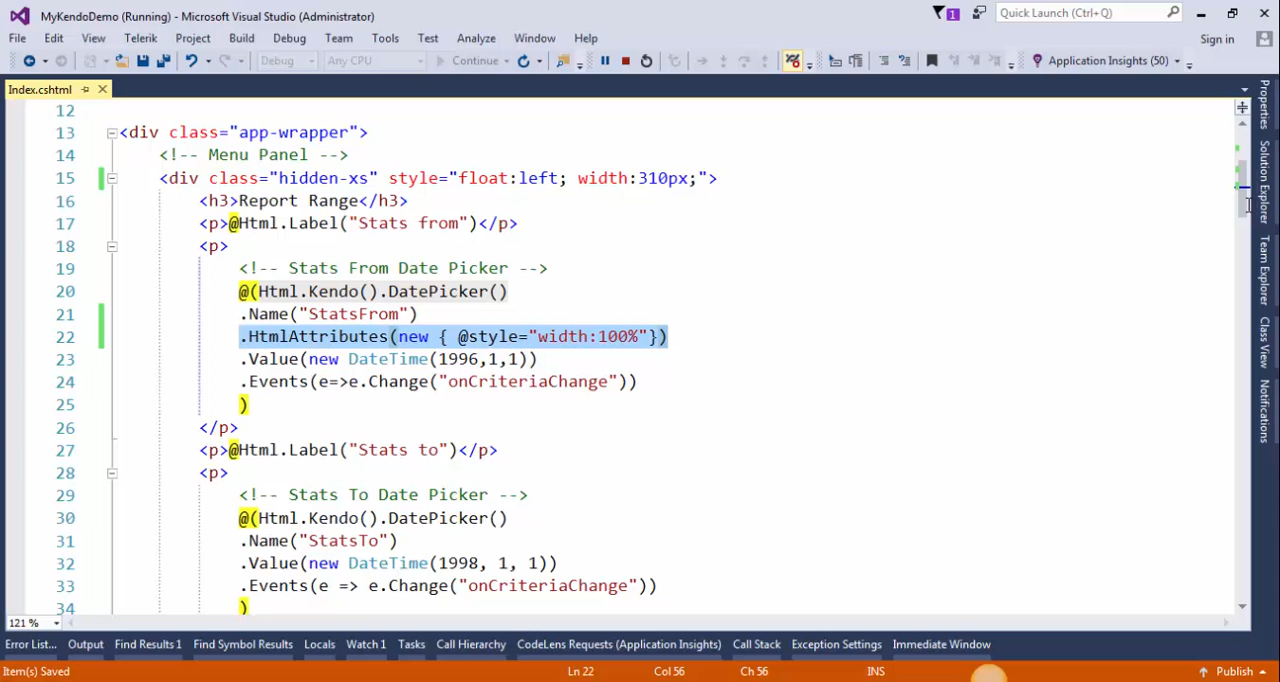 MyKendoDemo (Running) - Microsoft Visual Studio (Administrator)
1
Quick Launch (Ctrl+Q)
File Edit View Telerik Project Build Debug Team Tools Test Analyze Window Help
Sign in
Debug Any CPU Continue Application Insights (50)
Index.cshtml
12
13 <div class="app-wrapper">
14 <!-- Menu Panel -->
15 <div class="hidden-xs" style="float:left; width:310px;">
16 <h3>Report Range</h3>
17 <p>@Html.Label("Stats from")</p>
18 <p>
19 <!-- Stats From Date Picker -->
20 @(Html.Kendo().DatePicker()
21 .Name("StatsFrom")
22 .HtmlAttributes(new { @style="width:100%"})
23 .Value(new DateTime(1996,1,1))
24 .Events(e=>e.Change("onCriteriaChange"))
25 )
26 </p>
27 <p>@Html.Label("Stats to")</p>
28 <p>
29 <!-- Stats To Date Picker -->
30 @(Html.Kendo().DatePicker()
31 .Name("StatsTo")
32 .Value(new DateTime(1998, 1, 1))
33 .Events(e => e.Change("onCriteriaChange"))
34 )
Properties
Solution Explorer
Team Explorer
Class View
Notifications
121 %
Error List... Output Find Results 1 Find Symbol Results Locals Watch 1 Tasks Call Hierarchy CodeLens Requests (Application Insights) Call Stack Exception Settings Immediate Window
Item(s) Saved Ln 22 Col 56 Ch 56 INS Publish